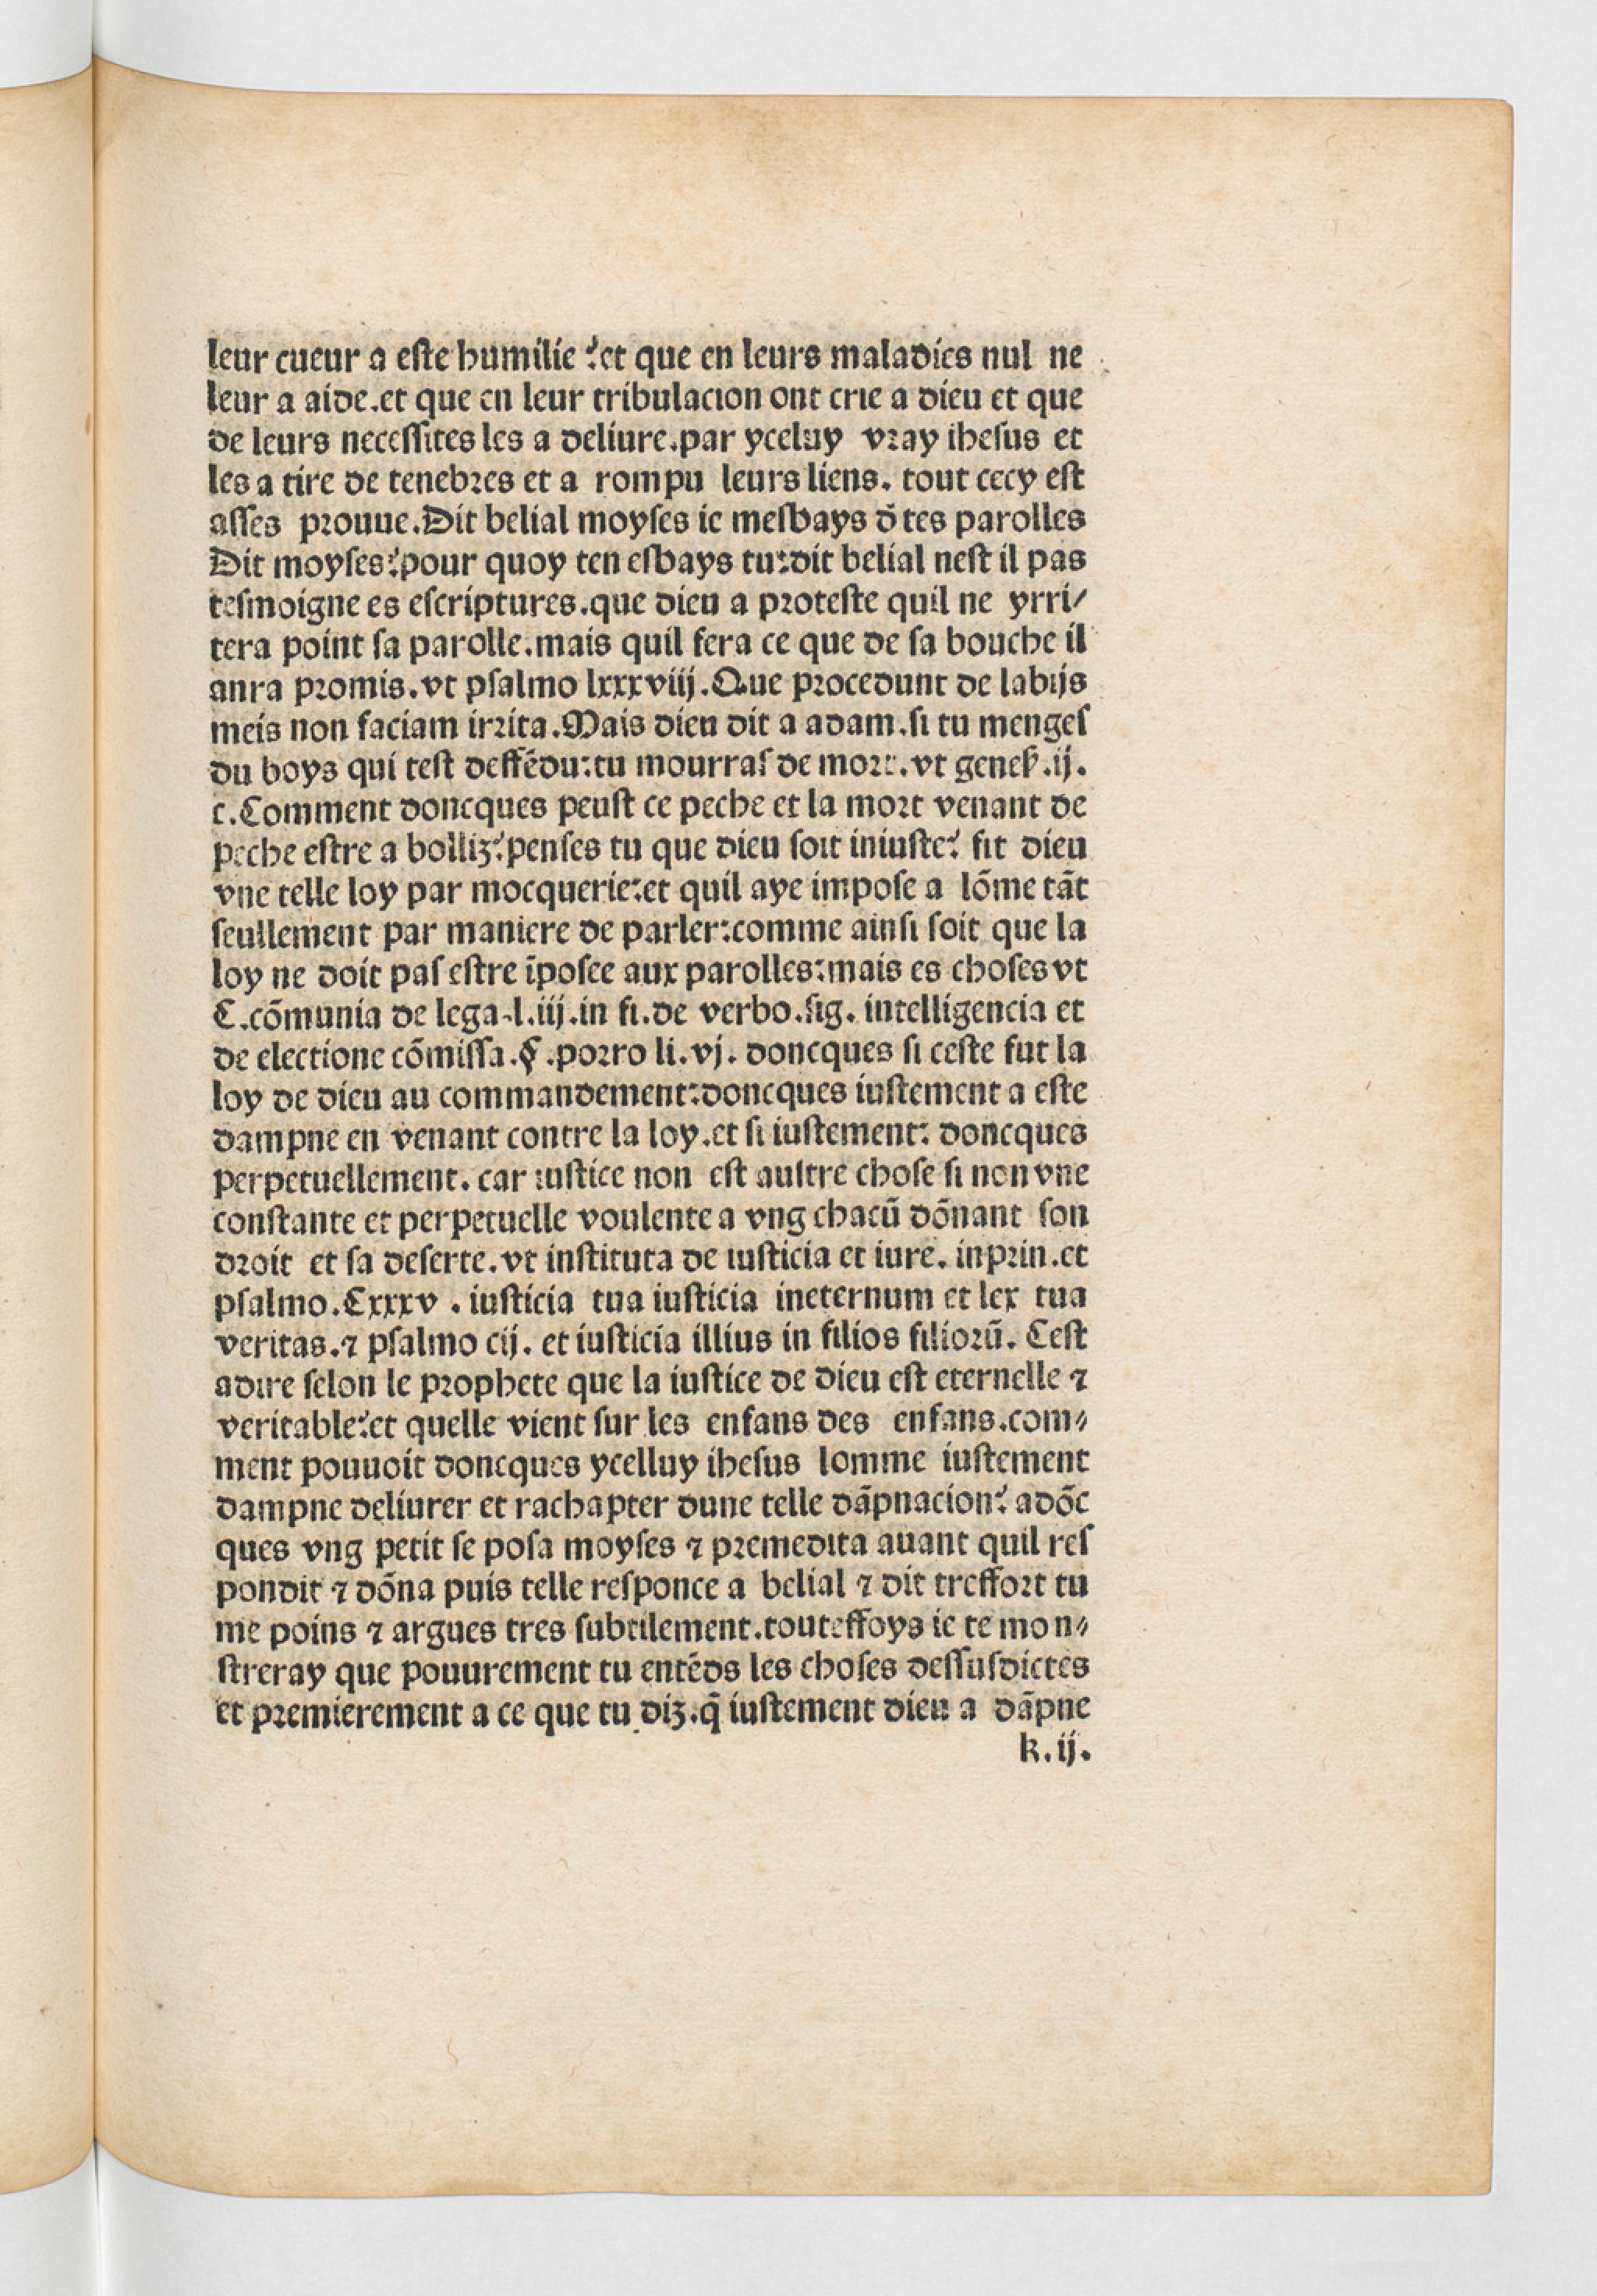 leur cueur a este humilie ?et que en leurs maladies nul ne
leur a aide.et que en leur tribulacion ont crie a dieu et que
de leurs necessites les a deliure.par yceluy vray ihesus et
les a tire de tenebres et a rompu leurs liens. tout cecy est
asses prouue.Dit belial moyses ie mesbays d̄ tes parolles
Dit moyses?pour quoy ten esbays tu:dit belial nest il pas
tesmoigne es escriptures.que dieu a proteste quil ne yrri/
tera point sa parolle.mais quil fera ce que de sa bouche il
anra promis.vt psalmo lxxxviij.Que procedunt de labijs
meis non faciam irrita.Mais dieu dit a adam.si tu menges
du boys qui test deffēdu:tu mourras de mort.vt genes̄.ij.
c.Comment doncques peust ce peche et la mort venant de
peche estre a bolliz?penses tu que dieu soit iniuste? fit dieu
vne telle loy par mocquerie:et quil aye impose a lōme tāt
seullement par maniere de parler:comme ainsi soit que la
loy ne doit pas estre īposee aux parolles:mais es choses vt
C.cōmunia de lega.l.iij.in fi.de verbo.sig. intelligencia et
de electione cōmissa.§.porro li.vj. doncques si ceste fut la
loy de dieu au commandement:doncques iustement a este
dampne en venant contre la loy.et si iustement: doncques
perpetuellement. car iustice non est aultre chose si non vne
constante et perpetuelle voulente a vng chacū dōnant son
droit et sa deserte.vt instituta de iusticia et iure. inprin.et
psalmo.Cxxxv . iusticia tua iusticia ineternum et lex tua
veritas.⁊ psalmo cij. et iusticia illius in filios filiorū. Cest
adire selon le prophete que la iustice de dieu est eternelle ⁊
veritable:et quelle vient sur les enfans des enfans.com⸗
ment pouuoit doncques ycelluy ihesus lomme iustement
dampne deliurer et rachapter dune telle dāpnacion? adōc
ques vng petit se posa moyses ⁊ premedita auant quil res
pondit ⁊ dōna puis telle responce a belial ⁊ dit treffort tu
me poins ⁊ argues tres subtilement.touteffoys ie te mon⸗
streray que pouurement tu entēds les choses dessusdictes
et premierement a ce que tu diz.q̄ iustement dieu a dāpne
k.ij.